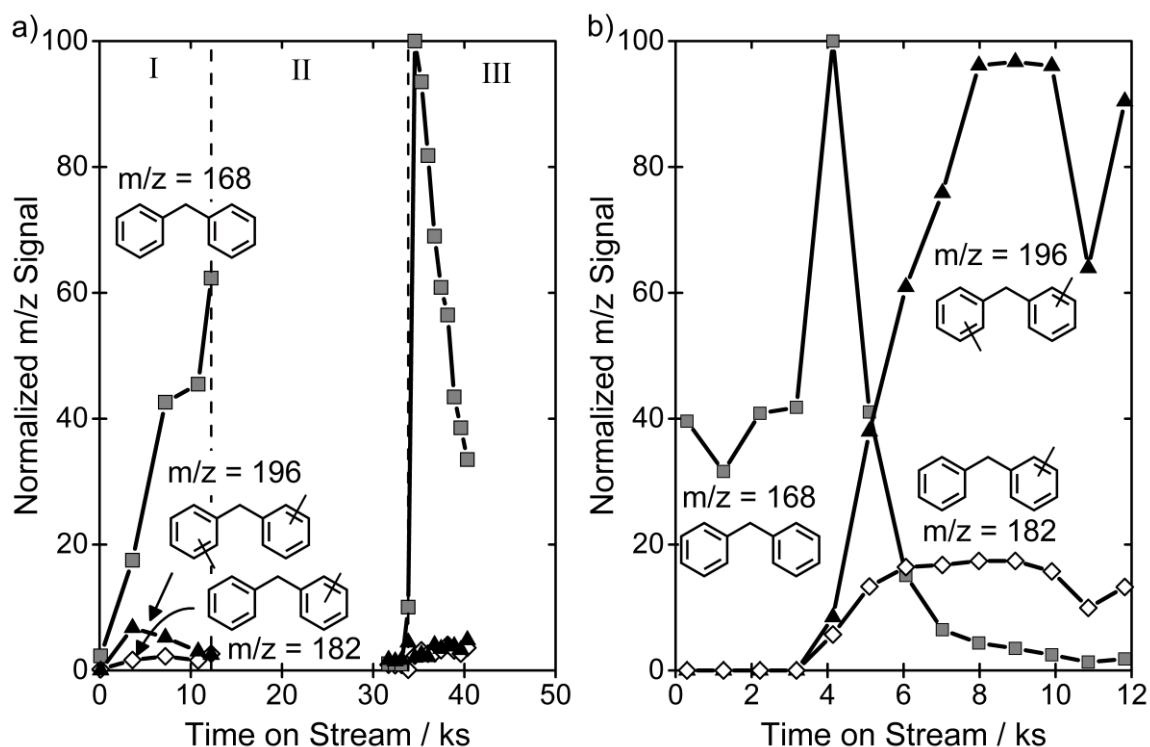 a)
100
80
60
40
20
0
Normalized m/z Signal
I
II
III
m/z = 168
m/z = 196
m/z = 182
0
10
20
30
40
50
Time on Stream / ks
b)
100
80
60
40
20
0
Normalized m/z Signal
m/z = 196
m/z = 168
m/z = 182
0
2
4
6
8
10
12
Time on Stream / ks